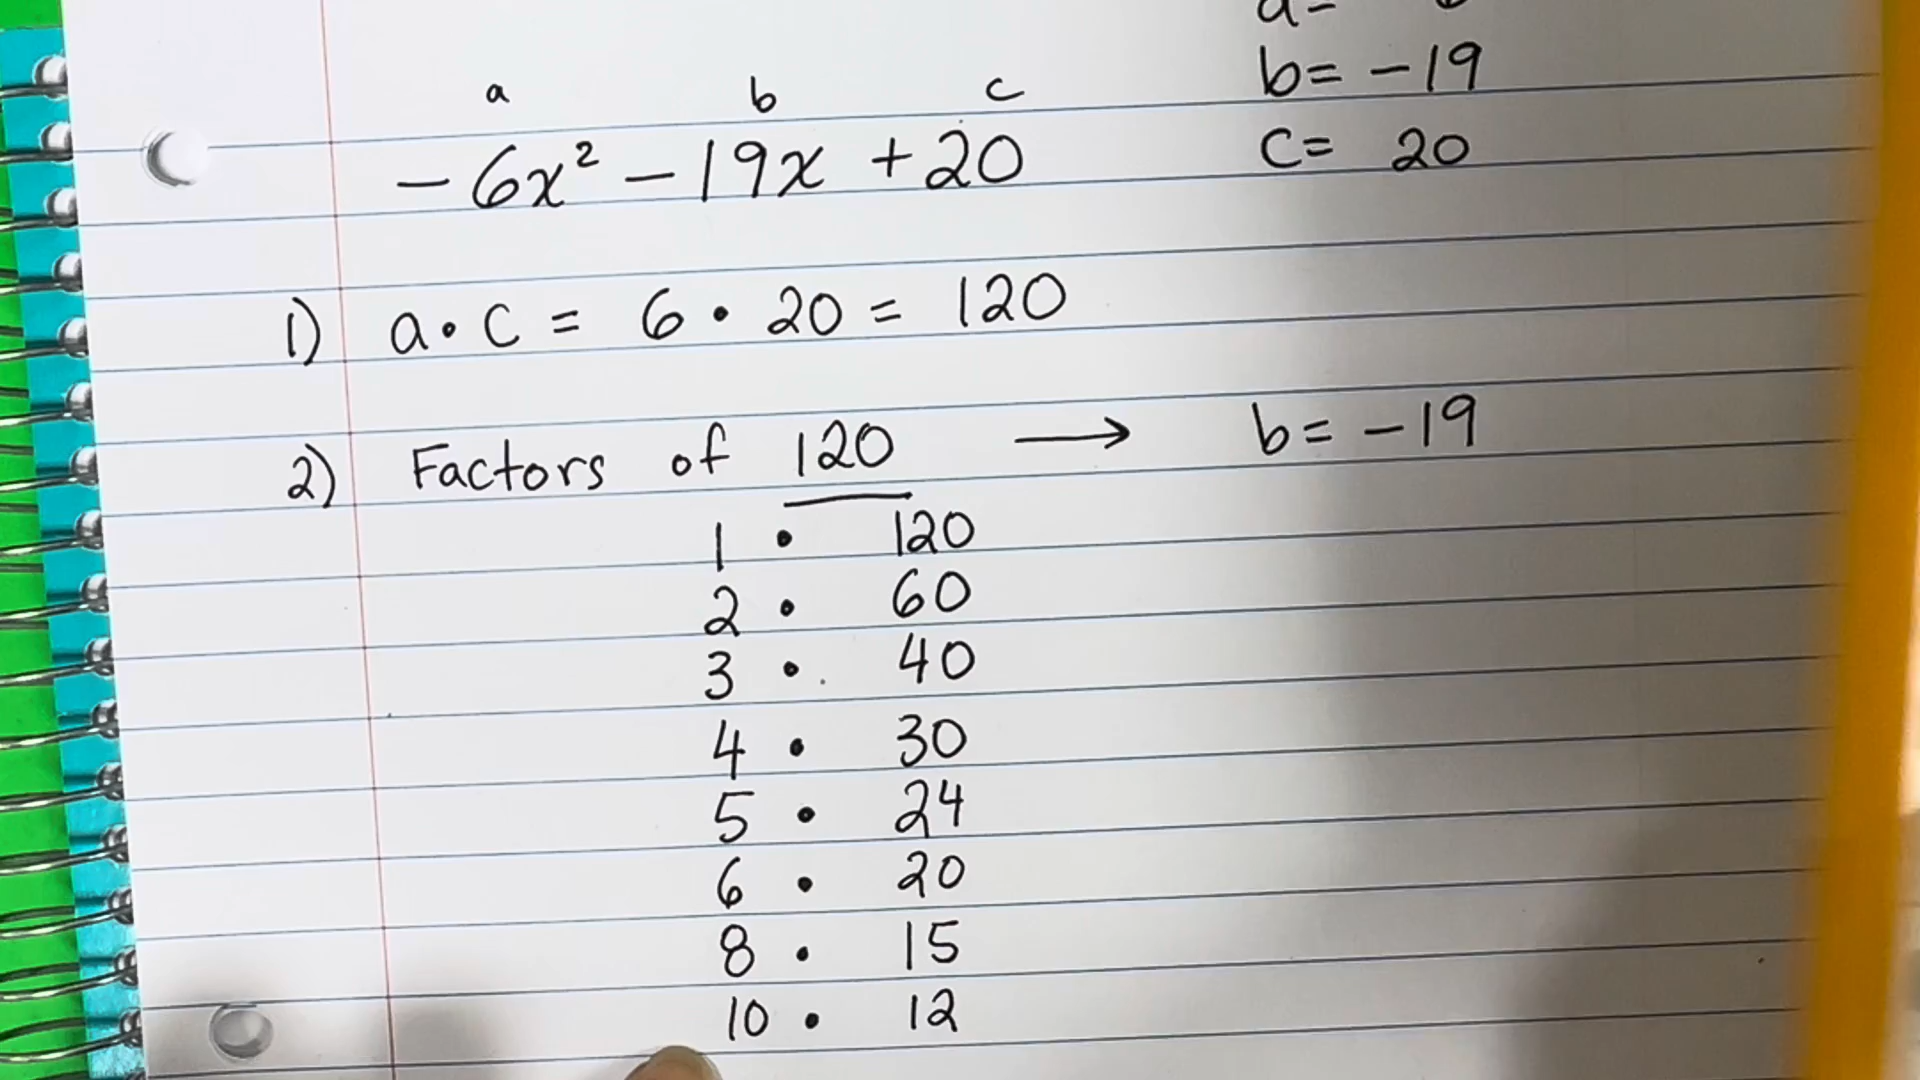 a=
b= -19
a b c
-6x² - 19x + 20
c= 20
1) a • c = 6 • 20 = 120
2) Factors of 120 → b= -19
1 • 120
2 • 60
3 • 40
4 • 30
5 • 24
6 • 20
8 • 15
10 • 12